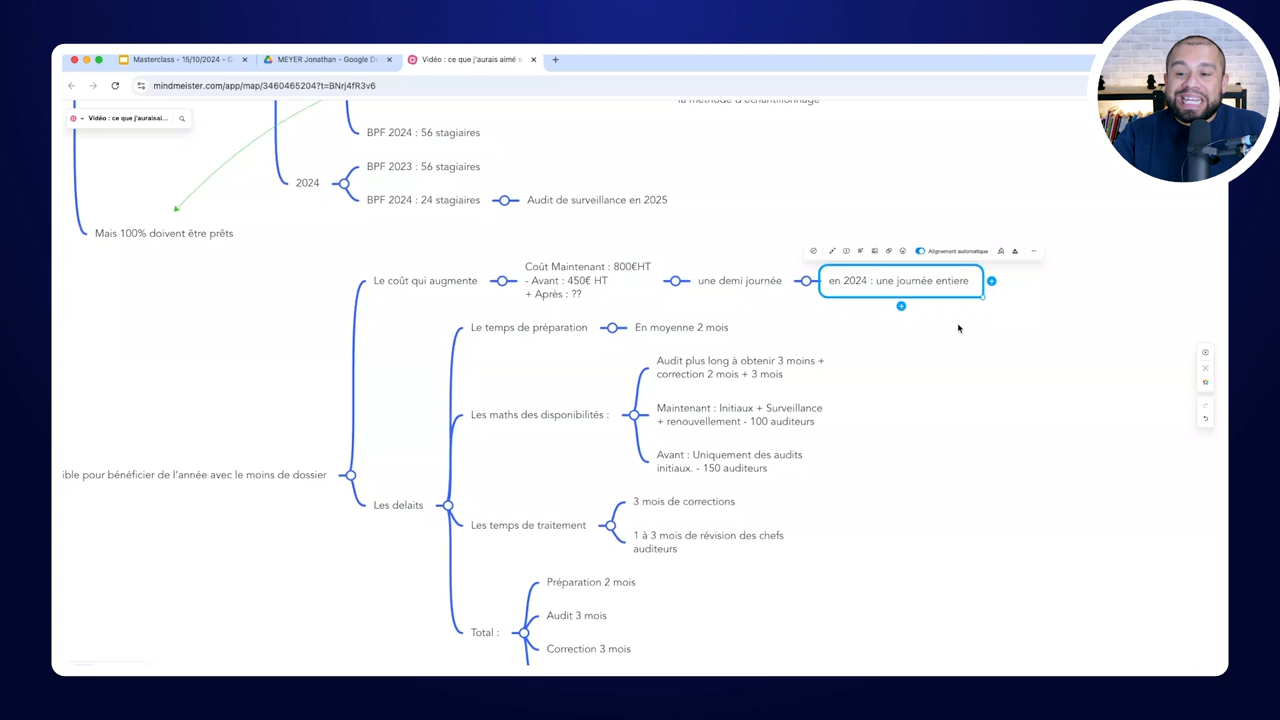 Masterclass - 15/10/2024 - G
MEYER Jonathan - Google D
Vidéo : ce que j'aurais aimé s
mindmeister.com/app/map/3460465204?t=BNrj4fR3v6
la méthode d'échantillonnage
Vidéo : ce que j'auraisai...
BPF 2024 : 56 stagiaires
2024
BPF 2023 : 56 stagiaires
BPF 2024 : 24 stagiaires
Audit de surveillance en 2025
Mais 100% doivent être prêts
Alignement automatique
Le coût qui augmente
Coût Maintenant : 800€HT
- Avant : 450€ HT
+ Après : ??
une demi journée
en 2024 : une journée entiere
Le temps de préparation
En moyenne 2 mois
Les maths des disponibilités :
Audit plus long à obtenir 3 moins +
correction 2 mois + 3 mois
Maintenant : Initiaux + Surveillance
+ renouvellement - 100 auditeurs
Avant : Uniquement des audits
initiaux. - 150 auditeurs
ible pour bénéficier de l'année avec le moins de dossier
Les delaits
Les temps de traitement
3 mois de corrections
1 à 3 mois de révision des chefs
auditeurs
Total :
Préparation 2 mois
Audit 3 mois
Correction 3 mois